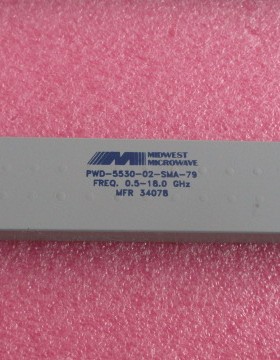 MIDWEST
MICROWAVE
PWD-5530-02-SMA-79
FREQ. 0.5-18.0 GHz
MFR 34078